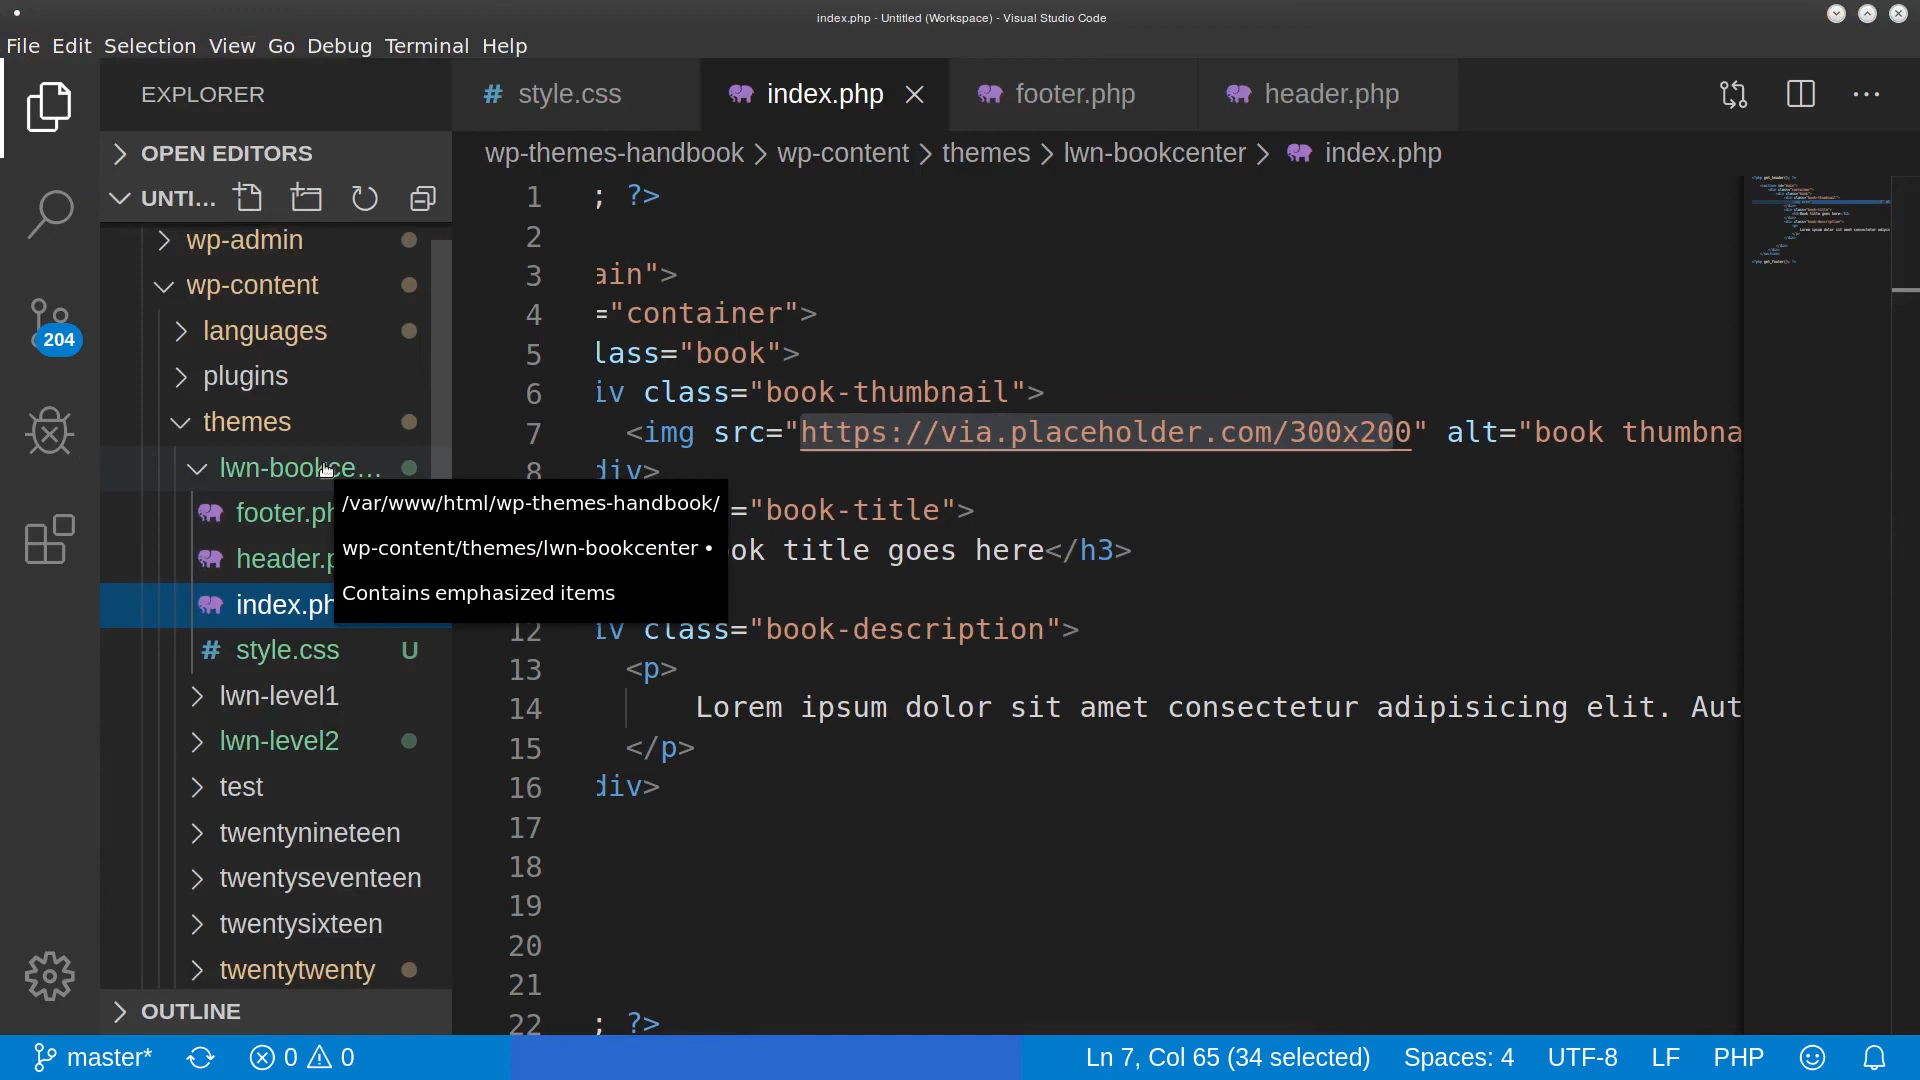 index.php - Untitled (Workspace) - Visual Studio Code
File Edit Selection View Go Debug Terminal Help
EXPLORER
# style.css
index.php
footer.php
header.php
OPEN EDITORS
wp-themes-handbook > wp-content > themes > lwn-bookcenter > index.php
UNTI...
wp-admin
wp-content
languages
plugins
themes
lwn-bookce...
footer.ph
header.p
index.ph
# style.css U
lwn-level1
lwn-level2
test
twentynineteen
twentyseventeen
twentysixteen
twentytwenty
OUTLINE
204
/var/www/html/wp-themes-handbook/
wp-content/themes/lwn-bookcenter •
Contains emphasized items
1 ; ?>
2
3 ain">
4 ="container">
5 lass="book">
6 iv class="book-thumbnail">
7 <img src="https://via.placeholder.com/300x200" alt="book thumbna
8 div>
="book-title">
ok title goes here</h3>
12 iv class="book-description">
13 <p>
14 Lorem ipsum dolor sit amet consectetur adipisicing elit. Aut
15 </p>
16 div>
17
18
19
20
21
22 ; ?>
master* 0 0 Ln 7, Col 65 (34 selected) Spaces: 4 UTF-8 LF PHP